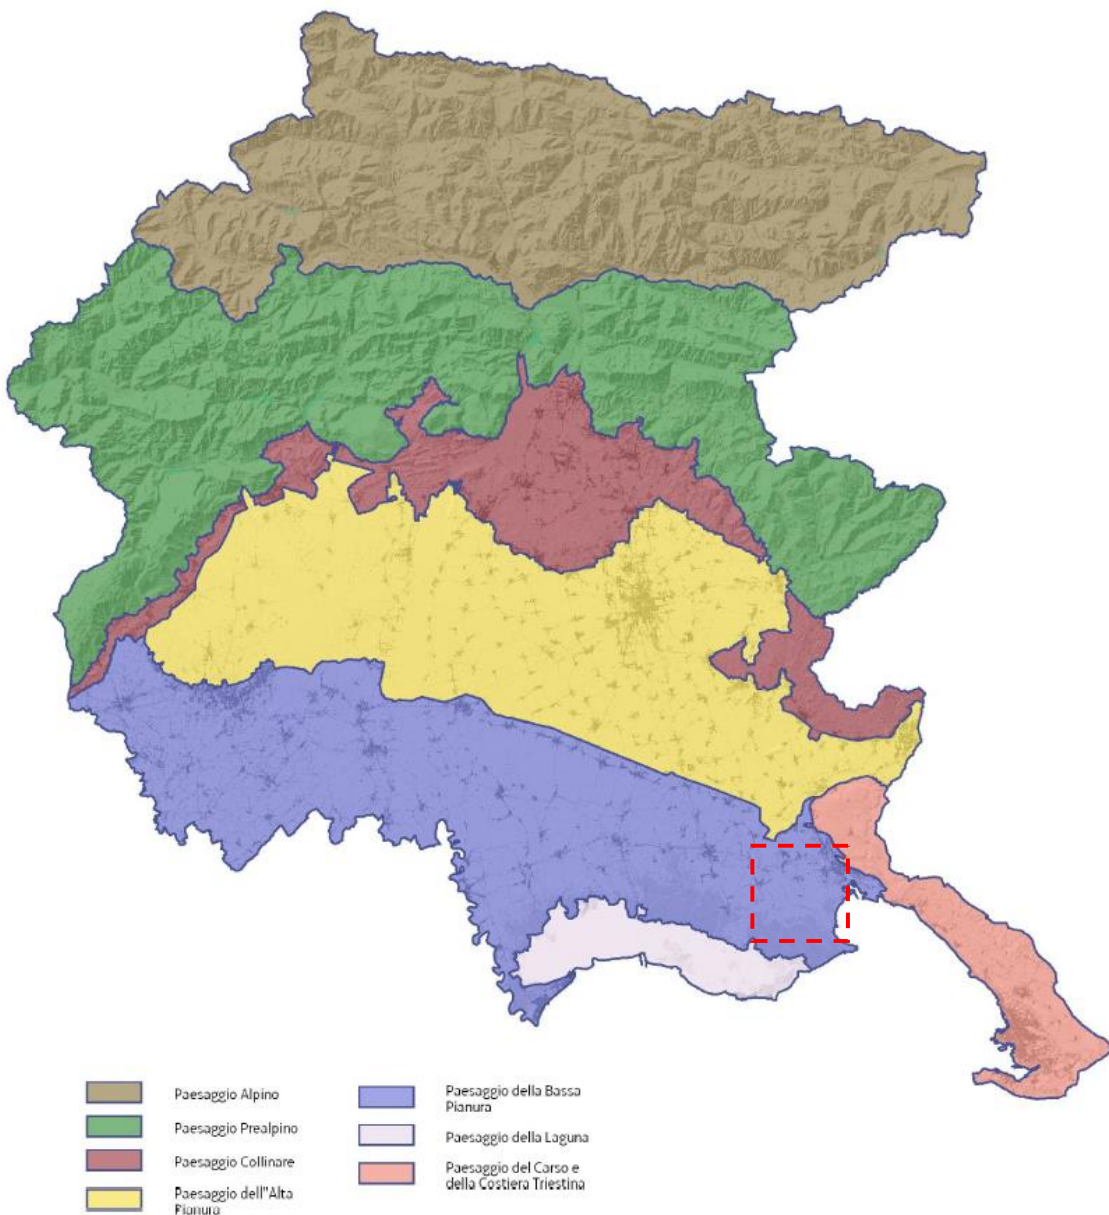 Paesaggio Alpino
Paesaggio Prealpino
Paesaggio Collinare
Paesaggio dell"Alta
Pianura
Paesaggio della Bassa
Pianura
Paesaggio della Laguna
Paesaggio del Carso e
della Costiera Triestina